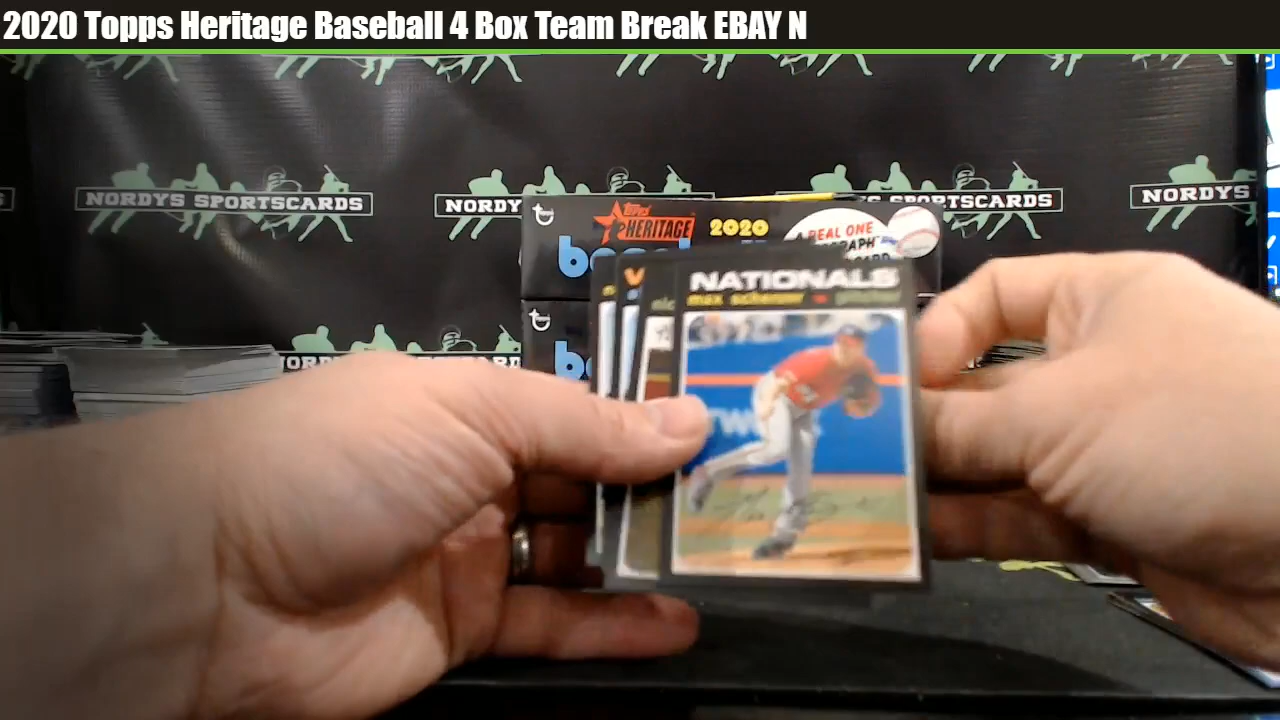 2020 Topps Heritage Baseball 4 Box Team Break EBAY N
NORDYS SPORTSCARDS
NORDYS
SPORTSCARDS
NORDYS
TOPPS
HERITAGE
2020
A REAL ONE
NATIONALS
max scherzer • pitcher
NORDYS SPORTSCARDS